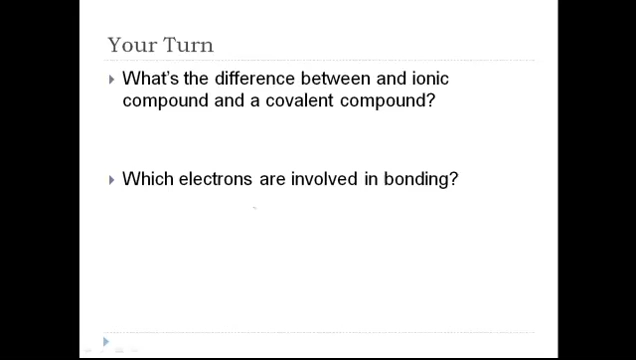 Your Turn
What's the difference between and ionic
compound and a covalent compound?
Which electrons are involved in bonding?